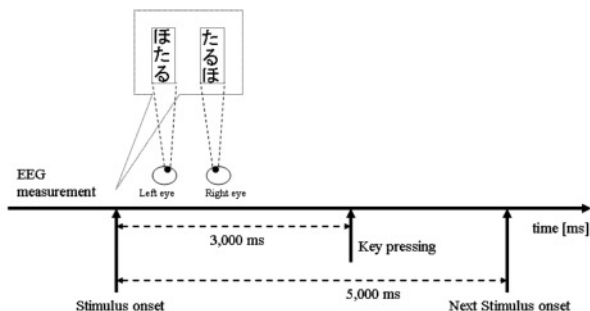 ほたる
たるほ
EEG
measurement
Left eye
Right eye
time [ms]
3,000 ms
Key pressing
5,000 ms
Stimulus onset
Next Stimulus onset